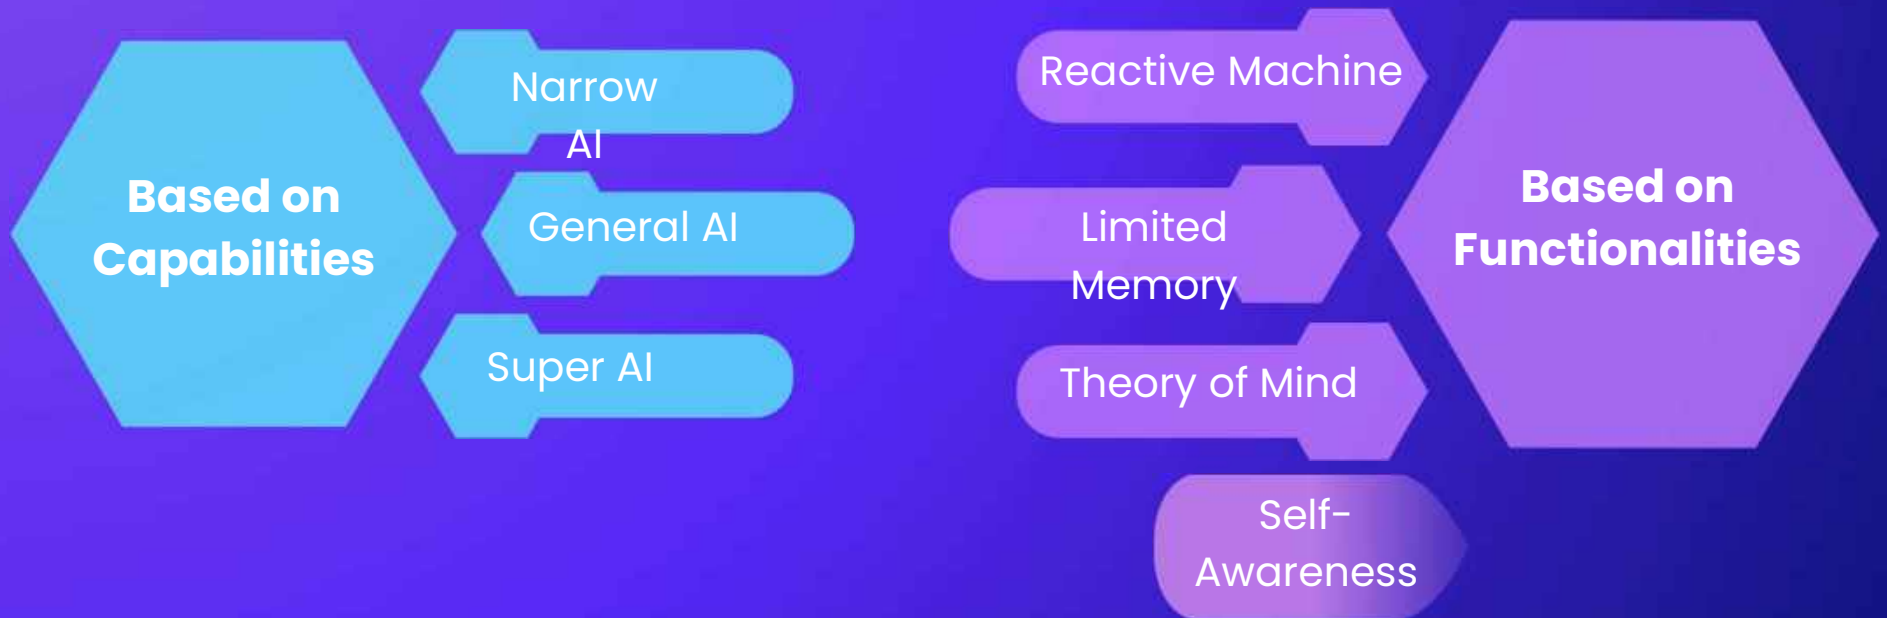 Based on
Capabilities
Narrow
AI
General AI
Super AI
Reactive Machine
Limited
Memory
Theory of Mind
Self-
Awareness
Based on
Functionalities